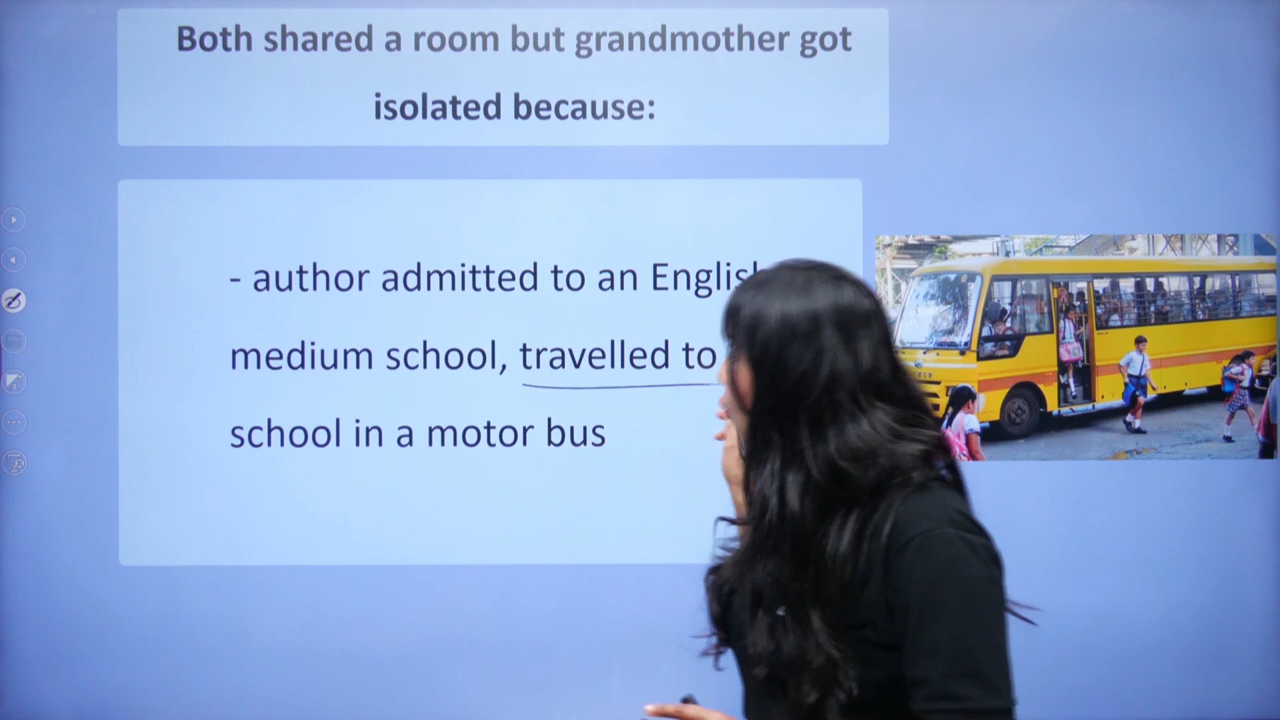 Both shared a room but grandmother got
isolated because:
- author admitted to an English
medium school, travelled to
school in a motor bus